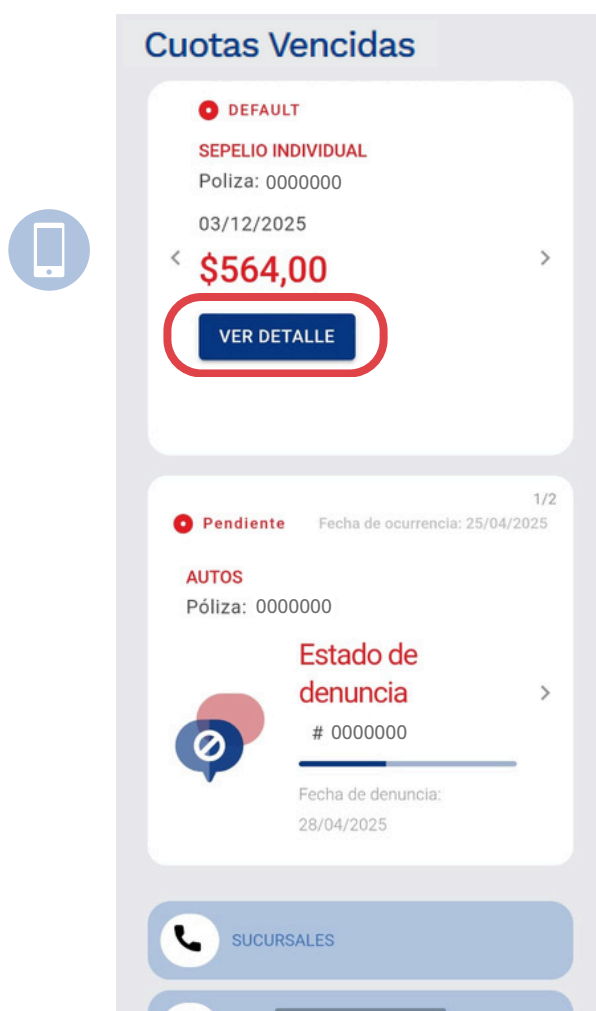 Cuotas Vencidas
DEFAULT
SEPELIO INDIVIDUAL
Poliza: 0000000
03/12/2025
$564,00
VER DETALLE
1/2
Pendiente Fecha de ocurrencia: 25/04/2025
AUTOS
Póliza: 0000000
Estado de
denuncia
# 0000000
Fecha de denuncia:
28/04/2025
SUCURSALES